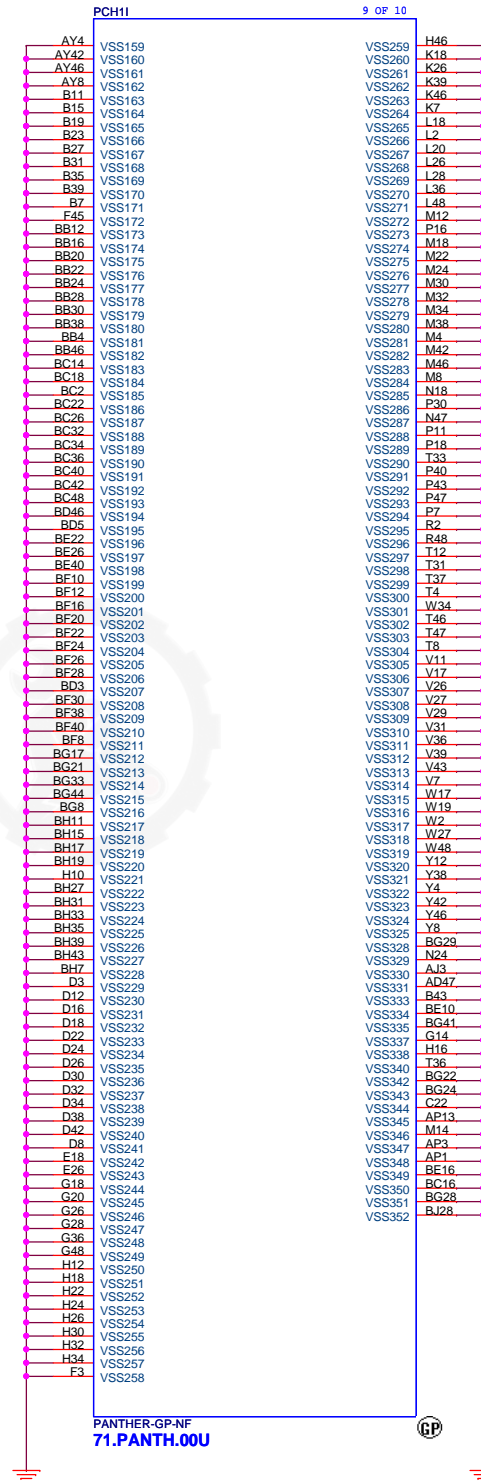 PCH1I 9 OF 10
AY4 VSS159 VSS259 H46
AY42 VSS160 VSS260 K18
AY46 VSS161 VSS261 K26
AY8 VSS162 VSS262 K39
B11 VSS163 VSS263 K46
B15 VSS164 VSS264 K7
B19 VSS165 VSS265 L18
B23 VSS166 VSS266 L2
B27 VSS167 VSS267 L20
B31 VSS168 VSS268 L26
B35 VSS169 VSS269 L28
B39 VSS170 VSS270 L36
B7 VSS171 VSS271 L48
F45 VSS172 VSS272 M12
BB12 VSS173 VSS273 P16
BB16 VSS174 VSS274 M18
BB20 VSS175 VSS275 M22
BB22 VSS176 VSS276 M24
BB24 VSS177 VSS277 M30
BB28 VSS178 VSS278 M32
BB30 VSS179 VSS279 M34
BB38 VSS180 VSS280 M38
BB4 VSS181 VSS281 M4
BB46 VSS182 VSS282 M42
BC14 VSS183 VSS283 M46
BC18 VSS184 VSS284 M8
BC2 VSS185 VSS285 N18
BC22 VSS186 VSS286 P30
BC26 VSS187 VSS287 N47
BC32 VSS188 VSS288 P11
BC34 VSS189 VSS289 P18
BC36 VSS190 VSS290 T33
BC40 VSS191 VSS291 P40
BC42 VSS192 VSS292 P43
BC48 VSS193 VSS293 P47
BD46 VSS194 VSS294 P7
BD5 VSS195 VSS295 R2
BE22 VSS196 VSS296 R48
BE26 VSS197 VSS297 T12
BE40 VSS198 VSS298 T31
BF10 VSS199 VSS299 T37
BF12 VSS200 VSS300 T4
BF16 VSS201 VSS301 W34
BF20 VSS202 VSS302 T46
BF22 VSS203 VSS303 T47
BF24 VSS204 VSS304 T8
BF26 VSS205 VSS305 V11
BF28 VSS206 VSS306 V17
BD3 VSS207 VSS307 V26
BF30 VSS208 VSS308 V27
BF38 VSS209 VSS309 V29
BF40 VSS210 VSS310 V31
BF8 VSS211 VSS311 V36
BG17 VSS212 VSS312 V39
BG21 VSS213 VSS313 V43
BG33 VSS214 VSS314 V7
BG44 VSS215 VSS315 W17
BG8 VSS216 VSS316 W19
BH11 VSS217 VSS317 W2
BH15 VSS218 VSS318 W27
BH17 VSS219 VSS319 W48
BH19 VSS220 VSS320 Y12
H10 VSS221 VSS321 Y38
BH27 VSS222 VSS322 Y4
BH31 VSS223 VSS323 Y42
BH33 VSS224 VSS324 Y46
BH35 VSS225 VSS325 Y8
BH39 VSS226 VSS328 BG29
BH43 VSS227 VSS329 N24
BH7 VSS228 VSS330 AJ3
D3 VSS229 VSS331 AD47
D12 VSS230 VSS333 B43
D16 VSS231 VSS334 BE10
D18 VSS232 VSS335 BG41
D22 VSS233 VSS337 G14
D24 VSS234 VSS338 H16
D26 VSS235 VSS340 T36
D30 VSS236 VSS342 BG22
D32 VSS237 VSS343 BG24
D34 VSS238 VSS344 C22
D38 VSS239 VSS345 AP13
D42 VSS240 VSS346 M14
D8 VSS241 VSS347 AP3
E18 VSS242 VSS348 AP1
E26 VSS243 VSS349 BE16
G18 VSS244 VSS350 BC16
G20 VSS245 VSS351 BG28
G26 VSS246 VSS352 BJ28
G28 VSS247
G36 VSS248
G48 VSS249
H12 VSS250
H18 VSS251
H22 VSS252
H24 VSS253
H26 VSS254
H30 VSS255
H32 VSS256
H34 VSS257
F3 VSS258
PANTHER-GP-NF GP
71.PANTH.00U